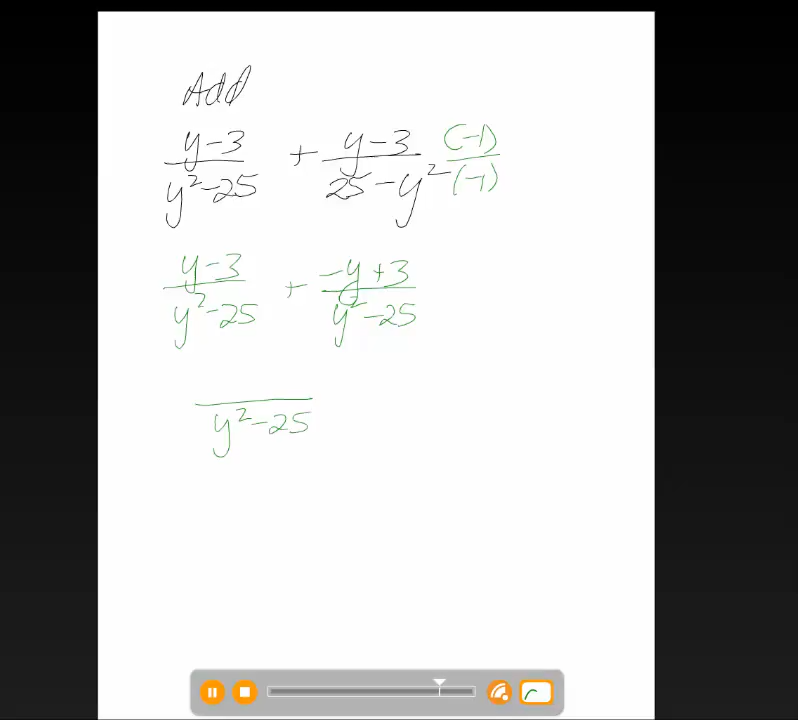 Add
y-3/y²-25 + y-3/25-y² (-1)/(-1)
y-3/y²-25 + -y+3/y²-25
/y²-25